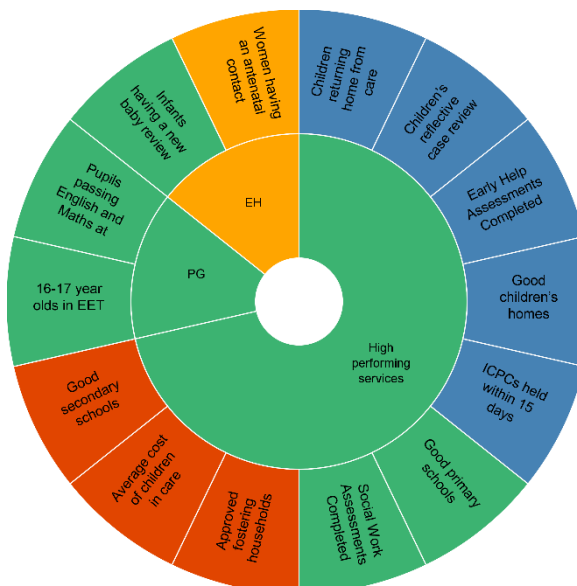 Women having
an antenatal
contact
Children
returning
home from
care
Children's
reflective
case review
Early Help
Assessments
Completed
Good
children's
homes
ICPCs held
within 15
days
Good primary
schools
Social Work
Assessments
Completed
Approved
fostering
households
Average cost
of children
in care
Good
secondary
schools
16-17 year
olds in EET
Pupils
passing
English and
Maths at
Infants
having a new
baby review
EH
PG
High
performing
services